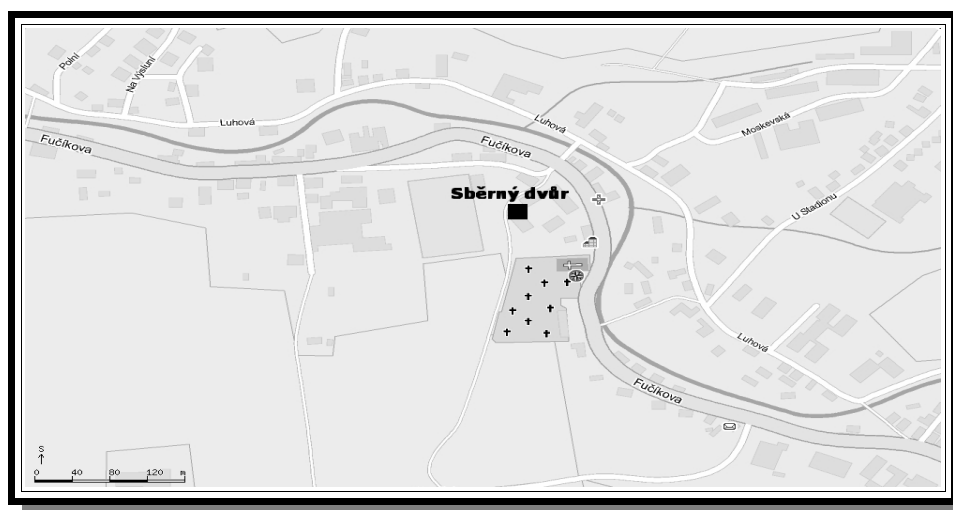 Polní
Na Výsluní
Luhová
Fučíkova
Fučíkova
Luhová
Moskevská
Sběrný dvůr
U Stadionu
Luhová
Fučíkova
S
0 40 80 120 m